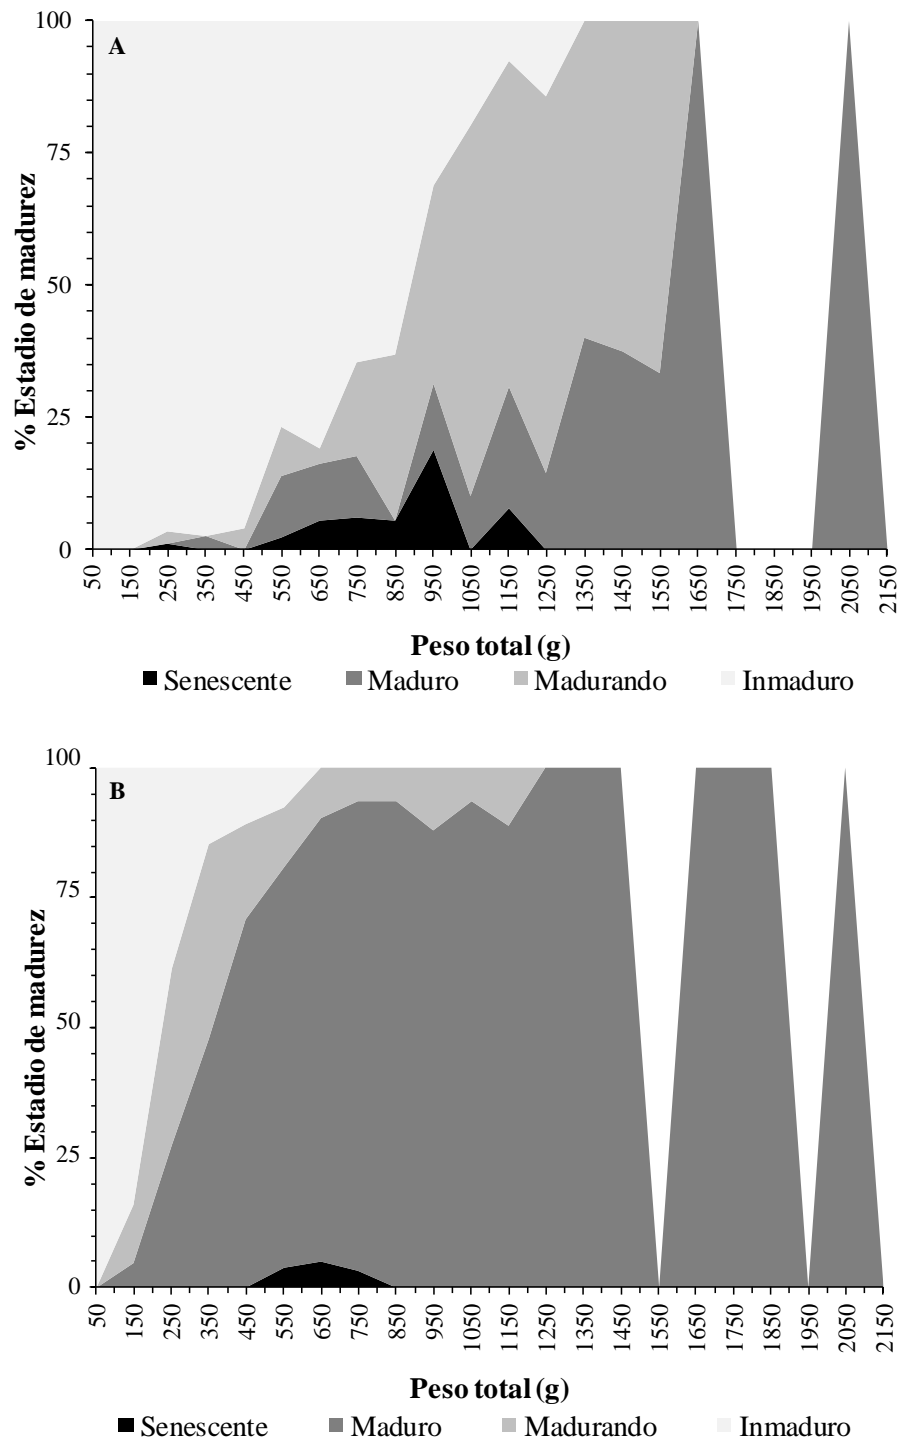 100
A
75
50
25
0
% Estadio de madurez
50 150 250 350 450 550 650 750 850 950 1050 1150 1250 1350 1450 1550 1650 1750 1850 1950 2050 2150
Peso total (g)
Senescente Maduro Madurando Inmaduro
100
B
75
50
25
0
% Estadio de madurez
50 150 250 350 450 550 650 750 850 950 1050 1150 1250 1350 1450 1550 1650 1750 1850 1950 2050 2150
Peso total (g)
Senescente Maduro Madurando Inmaduro